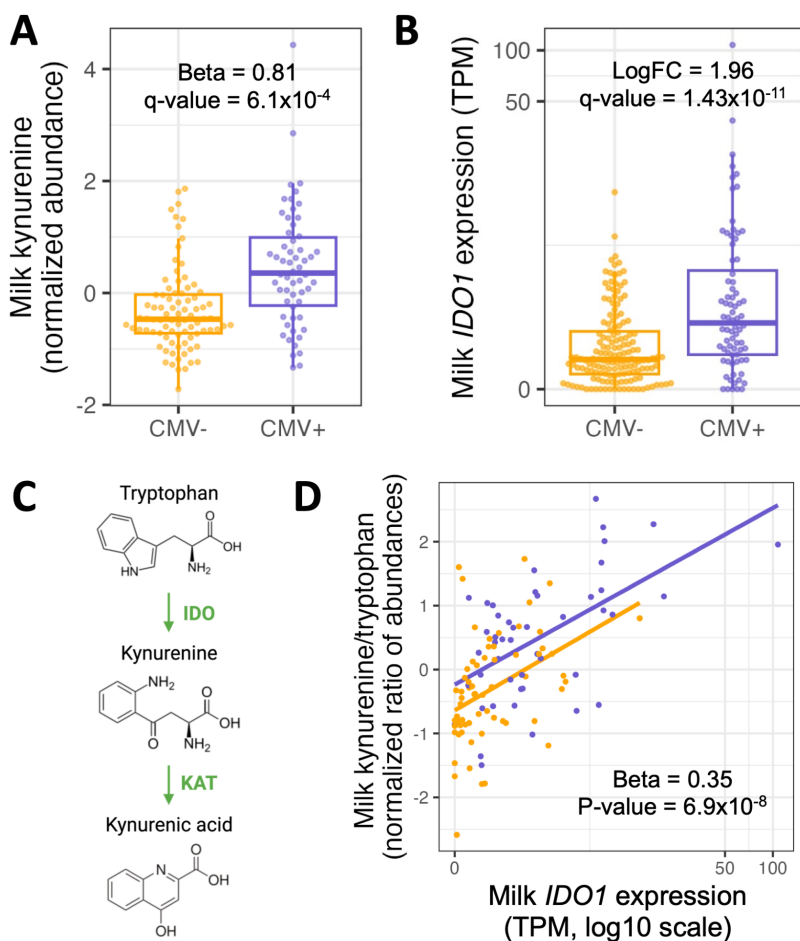 A
Milk kynurenine
(normalized abundance)
4
2
0
-2
Beta = 0.81
q-value = 6.1x10-4
CMV-
CMV+
B
Milk IDO1 expression (TPM)
100
50
0
LogFC = 1.96
q-value = 1.43x10-11
CMV-
CMV+
C
Tryptophan
O
OH
HN
NH2
IDO
Kynurenine
NH2
O
OH
O
NH2
KAT
Kynurenic acid
O
N
OH
OH
D
Milk kynurenine/tryptophan
(normalized ratio of abundances)
2
1
0
-1
-2
Beta = 0.35
P-value = 6.9x10-8
0
50
100
Milk IDO1 expression
(TPM, log10 scale)